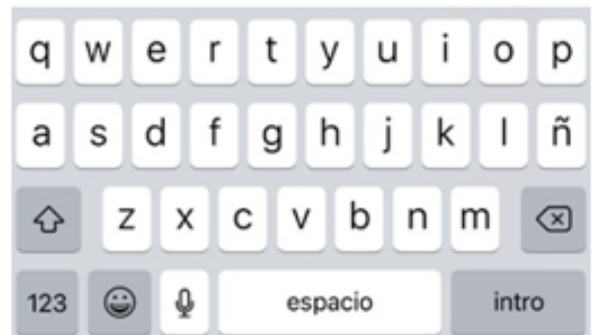 q w e r t y u i o p
a s d f g h j k l ñ
z x c v b n m
123 espacio intro